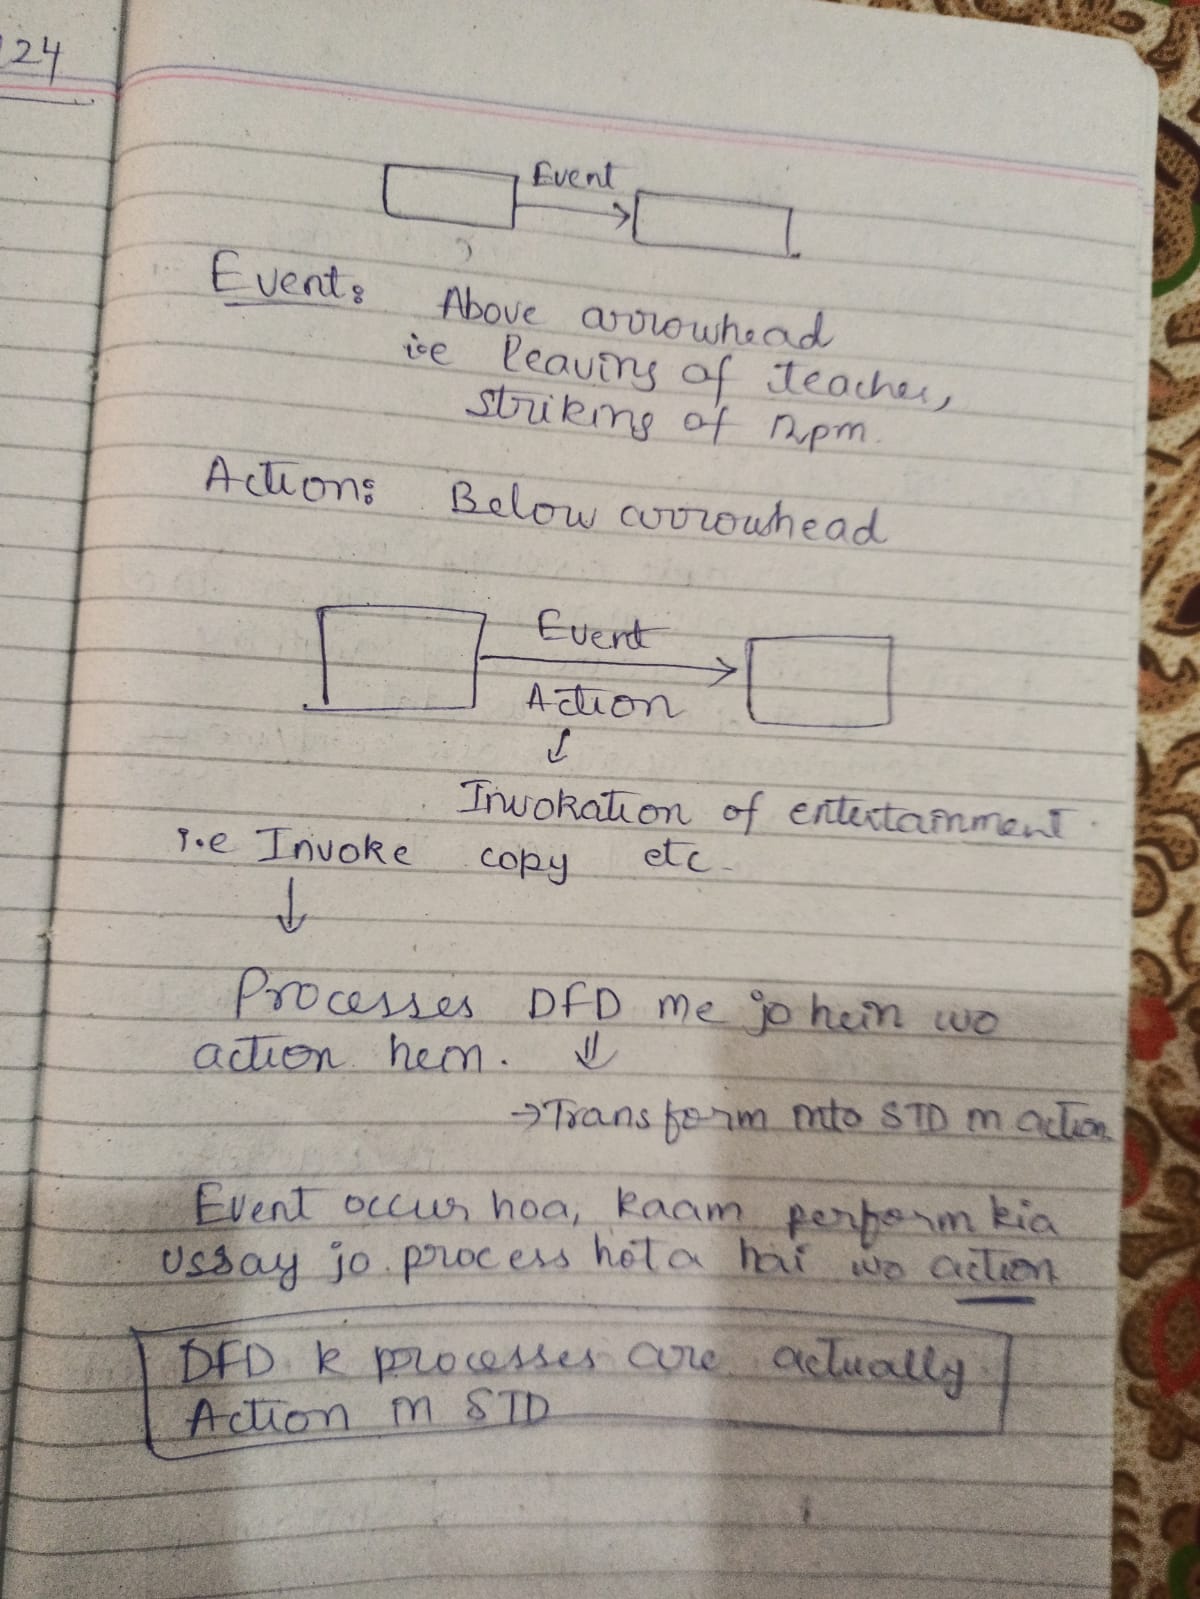 24
Event
Event:
Above arrowhead
i.e leaving of teacher,
striking of 12pm.
Action: Below arrowhead
Event
Action
Invokation of entertainment
i.e Invoke copy etc.
Processes DFD me jo hein wo
action hein.
→Transform into STD in action
Event occur hoa, kaam perform kia
ussay jo process hota hai wo action
DFD k processes are actually
Action in STD